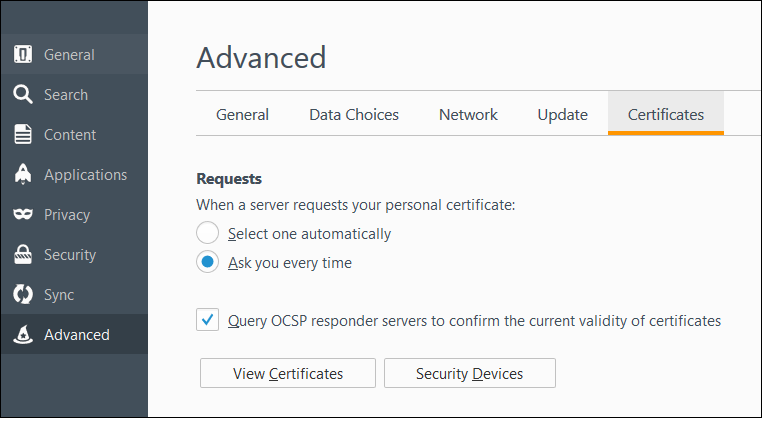 General
Search
Content
Applications
Privacy
Security
Sync
Advanced
Advanced
General Data Choices Network Update Certificates
Requests
When a server requests your personal certificate:
Select one automatically
Ask you every time
Query OCSP responder servers to confirm the current validity of certificates
View Certificates Security Devices